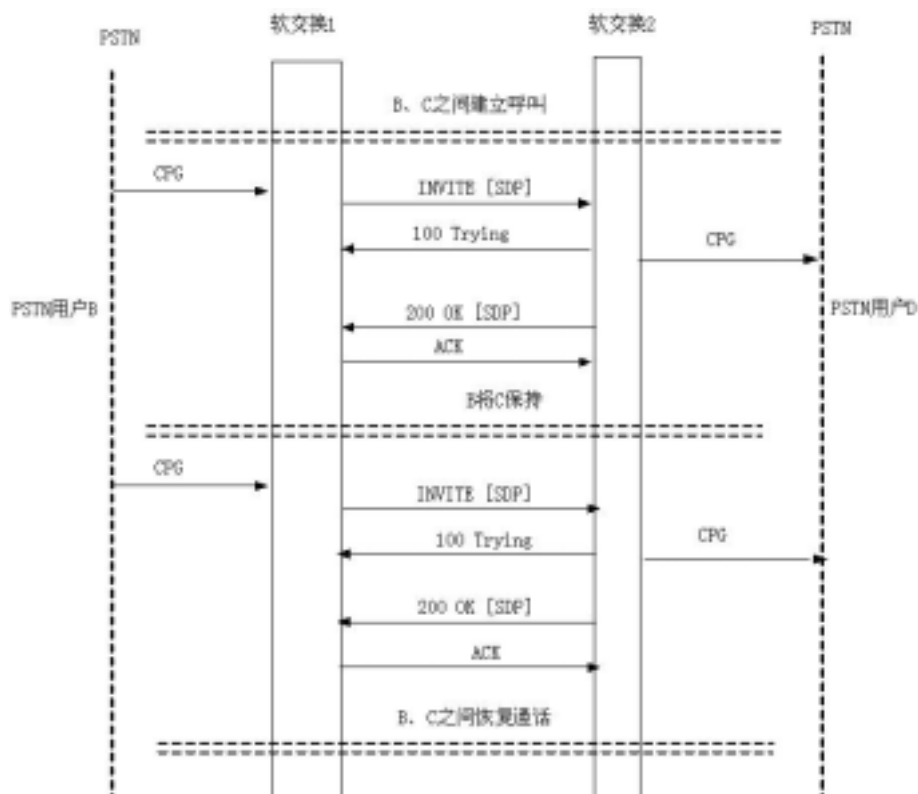 PSTN
软交换1
软交换2
PSTN
B、C之间建立呼叫
CPG
INVITE [SDP]
100 Trying
CPG
PSTN用户B
PSTN用户D
200 OK [SDP]
ACK
B将C保持
CPG
INVITE [SDP]
100 Trying
CPG
200 OK [SDP]
ACK
B、C之间恢复通话